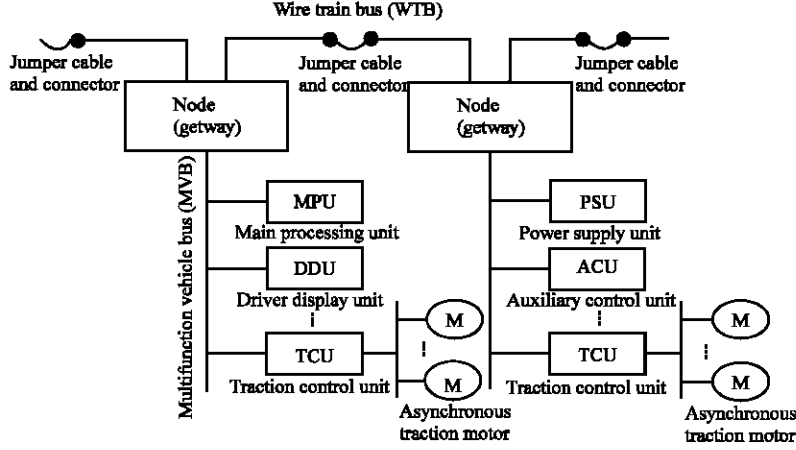 Wire train bus (WTB)
Jumper cable
and connector
Jumper cable
and connector
Jumper cable
and connector
Node
(getway)
Node
(getway)
Multifunction vehicle bus (MVB)
MPU
Main processing unit
DDU
Driver display unit
TCU
Traction control unit
M
M
Asynchronous
traction motor
PSU
Power supply unit
ACU
Auxiliary control unit
TCU
Traction control unit
M
M
Asynchronous
traction motor